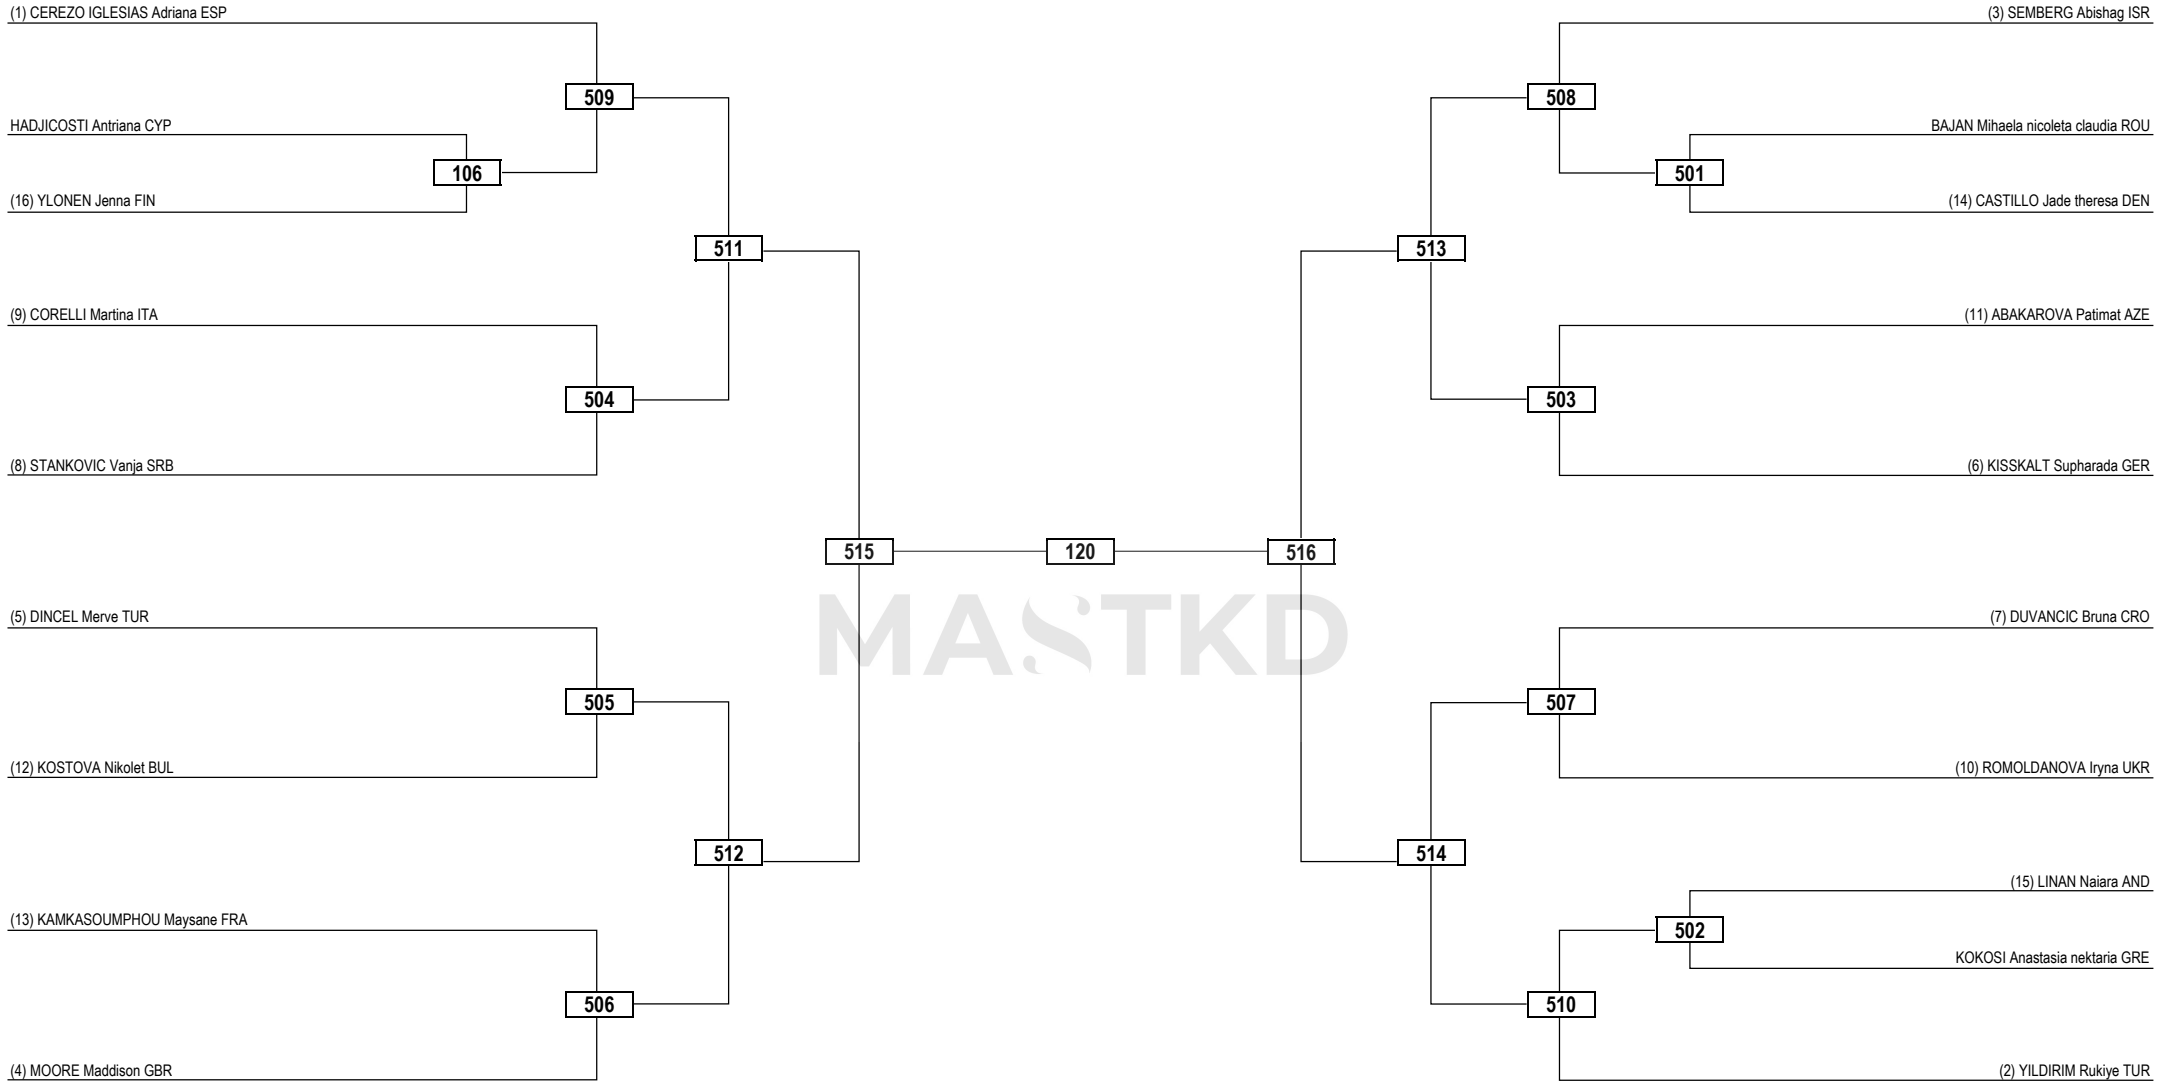 (1) CEREZO IGLESIAS Adriana ESP
509
HADJICOSTI Antriana CYP
106
(16) YLONEN Jenna FIN
511
(9) CORELLI Martina ITA
504
(8) STANKOVIC Vanja SRB
515
(5) DINCEL Merve TUR
505
(12) KOSTOVA Nikolet BUL
512
(13) KAMKASOUMPHOU Maysane FRA
506
(4) MOORE Maddison GBR
120
MASTKD
(3) SEMBERG Abishag ISR
508
BAJAN Mihaela nicoleta claudia ROU
501
(14) CASTILLO Jade theresa DEN
513
(11) ABAKAROVA Patimat AZE
503
(6) KISSKALT Supharada GER
516
(7) DUVANCIC Bruna CRO
507
(10) ROMOLDANOVA Iryna UKR
514
(15) LINAN Naiara AND
502
KOKOSI Anastasia nektaria GRE
510
(2) YILDIRIM Rukiye TUR